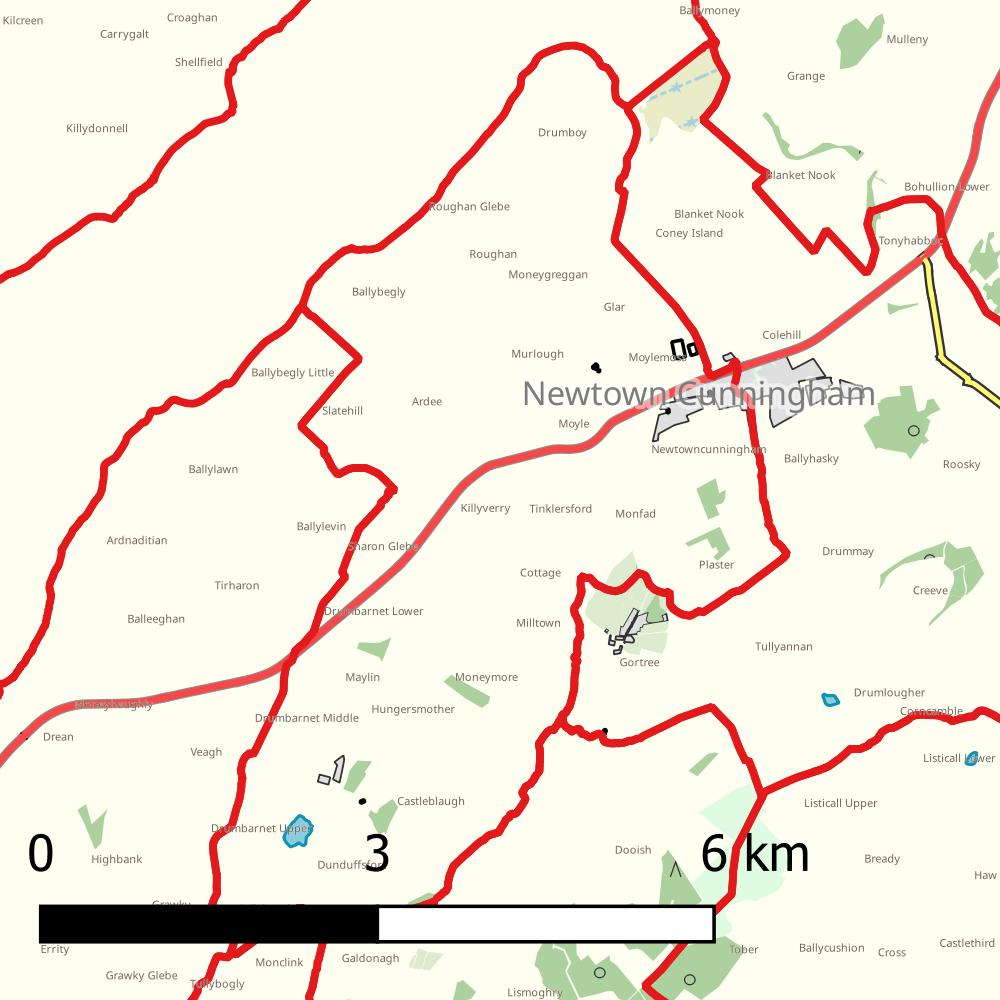 Ballymoney
Croaghan
Kilcreen
Carrygalt
Mulleny
Shellfield
Grange
Killydonnell
Drumboy
Blanket Nook
Bohullion Lower
Roughan Glebe
Blanket Nook
Coney Island
Tonyhabboc
Roughan
Moneygreggan
Ballybegly
Glar
Colehill
Murlough
Moylemore
Ballybegly Little
Newtown Cunningham
Ardee
Slatehill
Moyle
Newtowncunningham
Ballyhasky
Roosky
Ballylawn
Killyverry
Tinklersford
Monfad
Ballylevin
Ardnaditian
Sharon Glebe
Drummay
Plaster
Cottage
Tirharon
Creeve
Drumbarnet Lower
Balleeghan
Milltown
Tullyannan
Gortree
Maylin
Moneymore
Drumlougher
Hungersmother
Corncamble
Drumbarnet Middle
Drean
Veagh
Listicall Lower
Castleblaugh
Listicall Upper
Drumbarnet Upper
Dooish
0 3 6 km
Highbank
Bready
Dunduffsfort
Haw
Grawky
Errity
Tober
Ballycushion
Castlethird
Cross
Galdonagh
Monclink
Grawky Glebe
Tullybogly
Lismoghry